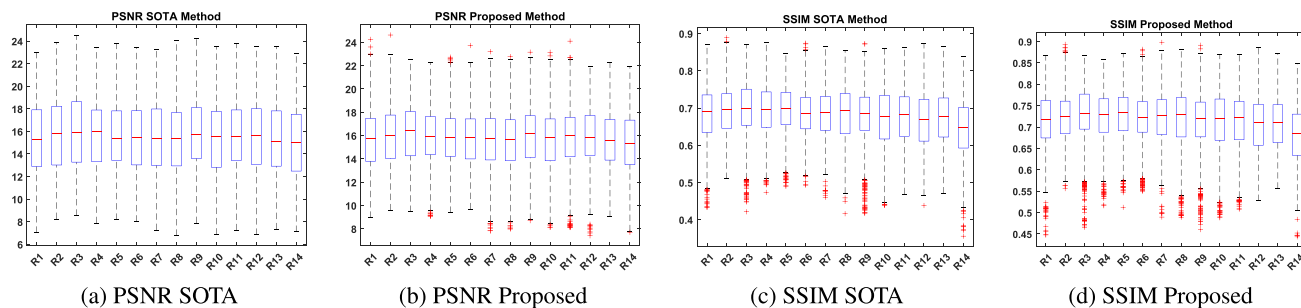 PSNR SOTA Method
24
22
20
18
16
14
12
10
8
6
R1 R2 R3 R4 R5 R6 R7 R8 R9 R10 R11 R12 R13 R14
(a) PSNR SOTA
PSNR Proposed Method
24
22
20
18
16
14
12
10
8
R1 R2 R3 R4 R5 R6 R7 R8 R9 R10 R11 R12 R13 R14
(b) PSNR Proposed
SSIM SOTA Method
0.9
0.8
0.7
0.6
0.5
0.4
R1 R2 R3 R4 R5 R6 R7 R8 R9 R10 R11 R12 R13 R14
(c) SSIM SOTA
SSIM Proposed Method
0.9
0.85
0.8
0.75
0.7
0.65
0.6
0.55
0.5
0.45
R1 R2 R3 R4 R5 R6 R7 R8 R9 R10 R11 R12 R13 R14
(d) SSIM Proposed